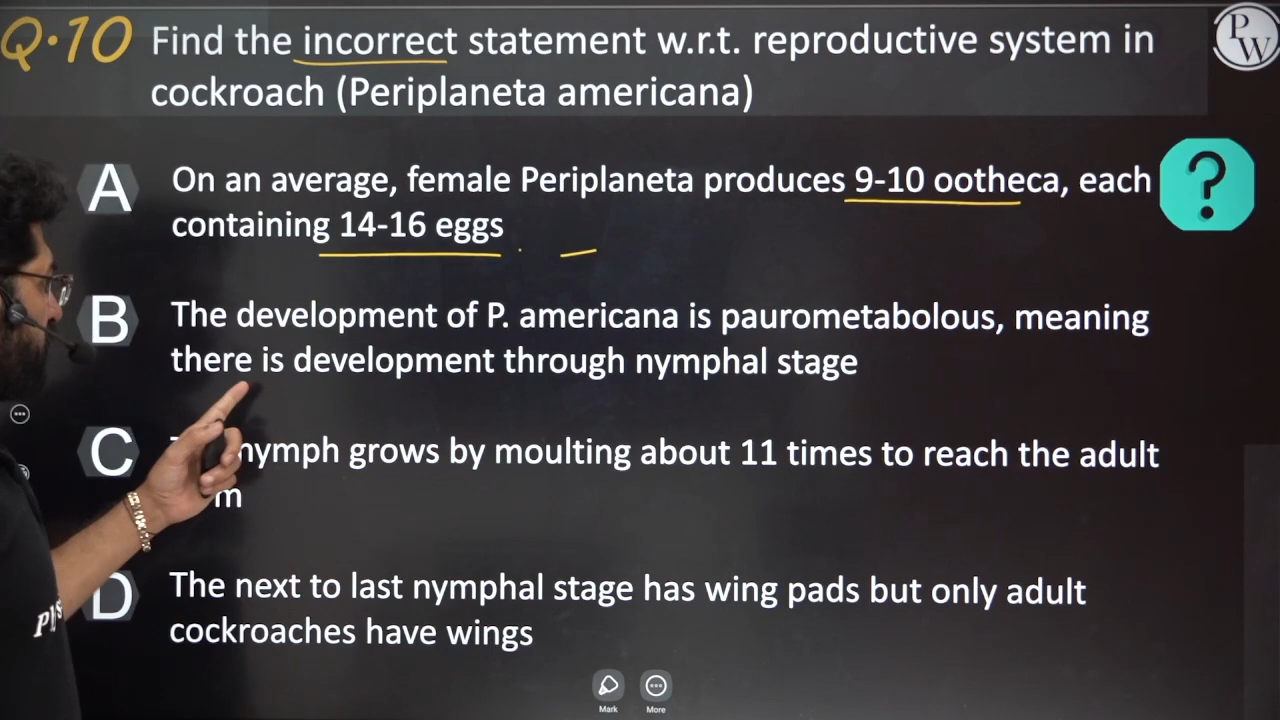 Q.10 Find the incorrect statement w.r.t. reproductive system in
cockroach (Periplaneta americana)
P
W
A On an average, female Periplaneta produces 9-10 ootheca, each
containing 14-16 eggs
?
B The development of P. americana is paurometabolous, meaning
there is development through nymphal stage
C nymph grows by moulting about 11 times to reach the adult
D The next to last nymphal stage has wing pads but only adult
cockroaches have wings
Mark
More